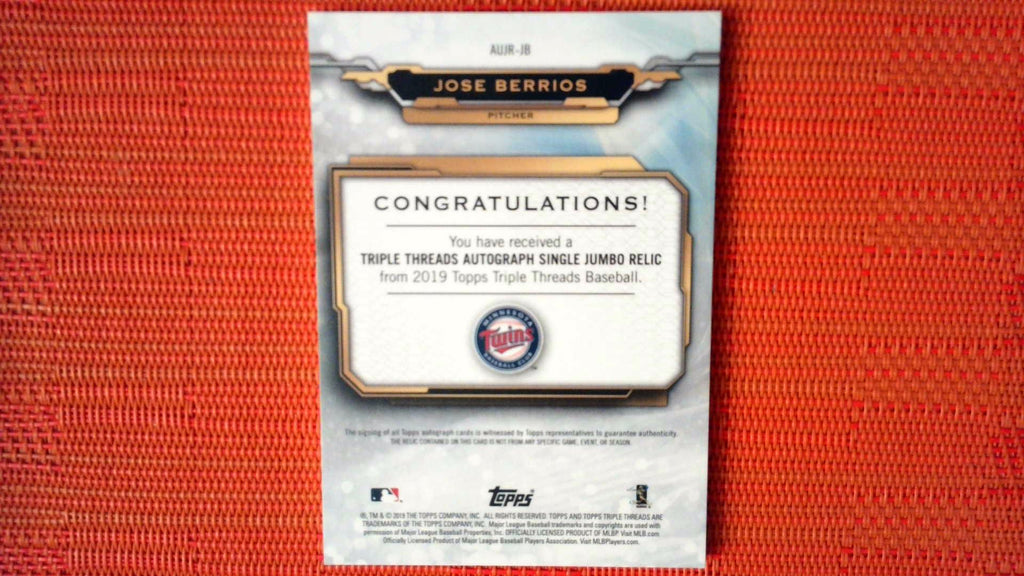 AUJR-JB
JOSE BERRIOS
PITCHER
CONGRATULATIONS!
You have received a
TRIPLE THREADS AUTOGRAPH SINGLE JUMBO RELIC
from 2019 Topps Triple Threads Baseball.
MINNESOTA
Twins
BASEBALL CLUB
The signing of all Topps autograph cards is witnessed by Topps representatives to guarantee authenticity.
THE RELIC CONTAINED ON THIS CARD IS NOT FROM ANY SPECIFIC GAME, EVENT, OR SEASON.
Topps
®, TM & © 2019 THE TOPPS COMPANY, INC. ALL RIGHTS RESERVED. TOPPS AND TOPPS TRIPLE THREADS ARE
TRADEMARKS OF THE TOPPS COMPANY, INC. Major League Baseball trademarks and copyrights are used with
permission of Major League Baseball Properties, Inc. OFFICIALLY LICENSED PRODUCT OF MLBP. Visit MLB.com.
Officially Licensed Product of Major League Baseball Players Association. Visit MLBPlayers.com.